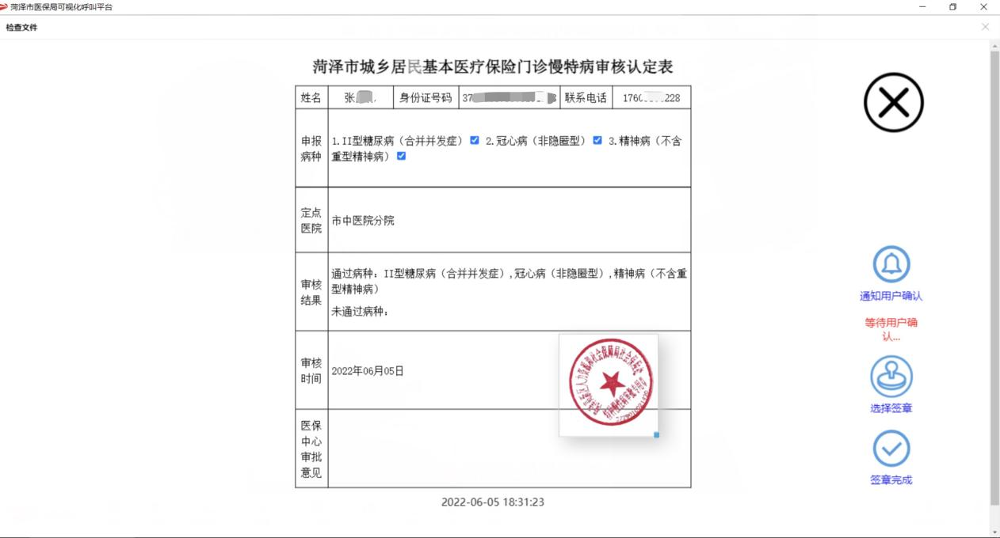 菏泽市医保局可视化呼叫平台
检查文件
菏泽市城乡居民基本医疗保险门诊慢特病审核认定表
姓名 张 身份证号码 37 联系电话 176 228
申报病种
1.II型糖尿病（合并并发症） 2.冠心病（非隐匿型） 3.精神病（不含
重型精神病）
定点医院
市中医院分院
审核结果
通过病种：II型糖尿病（合并并发症）,冠心病（非隐匿型）,精神病（不含重
型精神病）
未通过病种：
审核时间
2022年06月05日
医保中心审批意见
2022-06-05 18:31:23
通知用户确认
等待用户确
认...
选择签章
签章完成